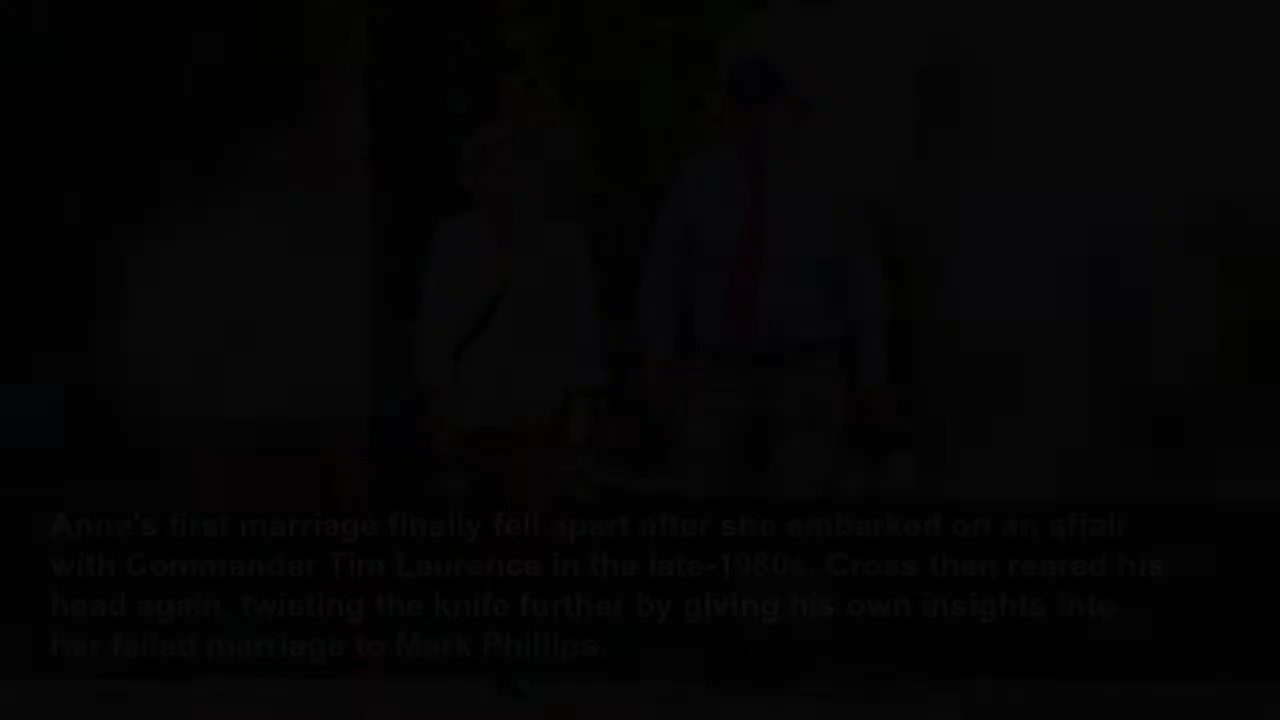 Anne's first marriage finally fell apart after she embarked on an affair
with Commander Tim Laurence in the late-1980s. Cross then reared his
head again, twisting the knife further by giving his own insights into
her failed marriage to Mark Phillips.